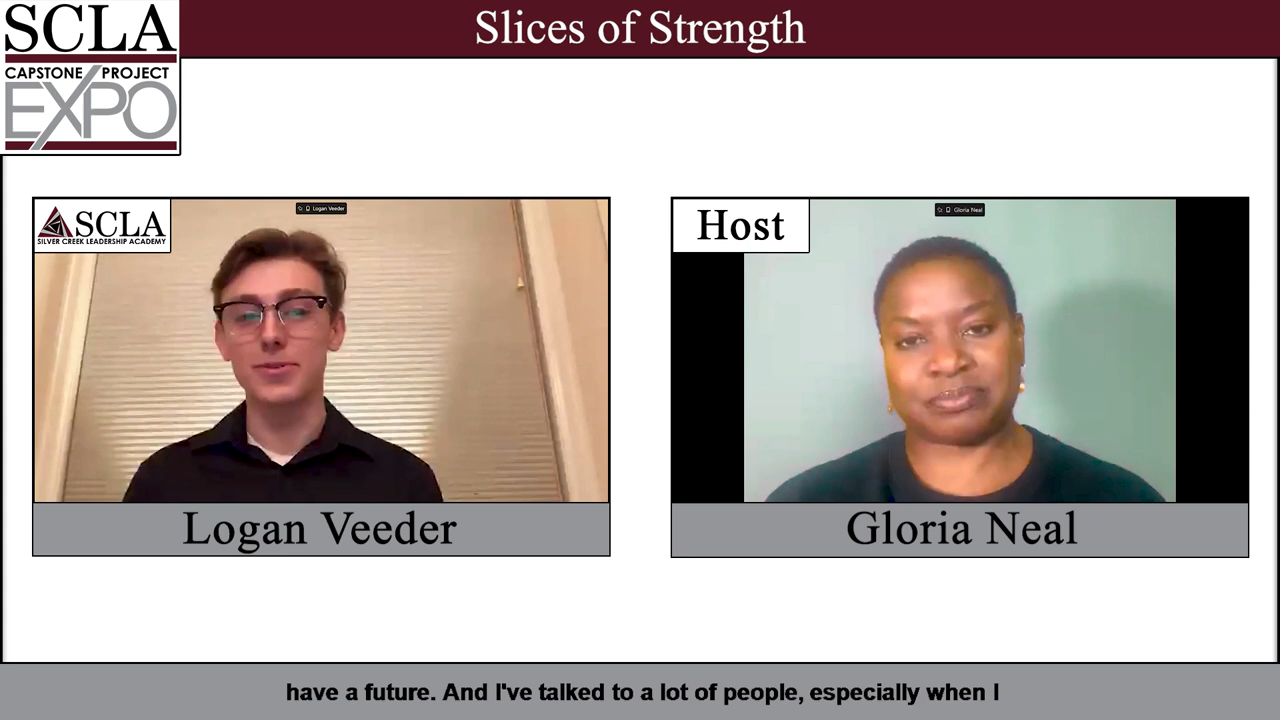 SCLA
CAPSTONE PROJECT
EXPO
Slices of Strength
SCLA
SILVER CREEK LEADERSHIP ACADEMY
Logan Veeder
Host
Gloria Neal
Logan Veeder
Gloria Neal
have a future. And I've talked to a lot of people, especially when I